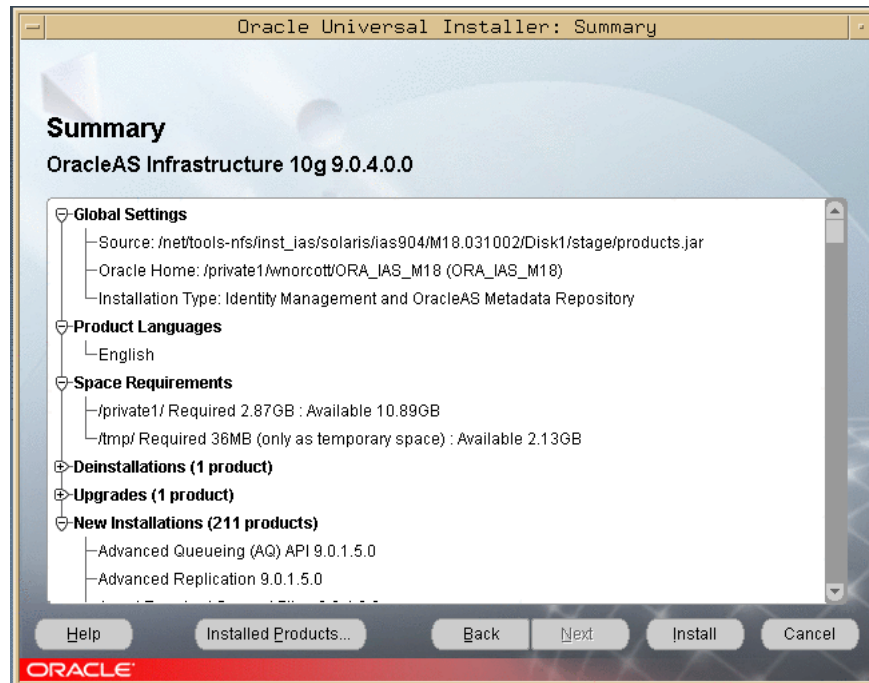 Oracle Universal Installer: Summary
Summary
OracleAS Infrastructure 10g 9.0.4.0.0
Global Settings
Source: /net/tools-nfs/inst_ias/solaris/ias904/M18.031002/Disk1/stage/products.jar
Oracle Home: /private1/wnorcott/ORA_IAS_M18 (ORA_IAS_M18)
Installation Type: Identity Management and OracleAS Metadata Repository
Product Languages
English
Space Requirements
/private1/ Required 2.87GB : Available 10.89GB
/tmp/ Required 36MB (only as temporary space) : Available 2.13GB
Deinstallations (1 product)
Upgrades (1 product)
New Installations (211 products)
Advanced Queueing (AQ) API 9.0.1.5.0
Advanced Replication 9.0.1.5.0
Help Installed Products... Back Next Install Cancel
ORACLE